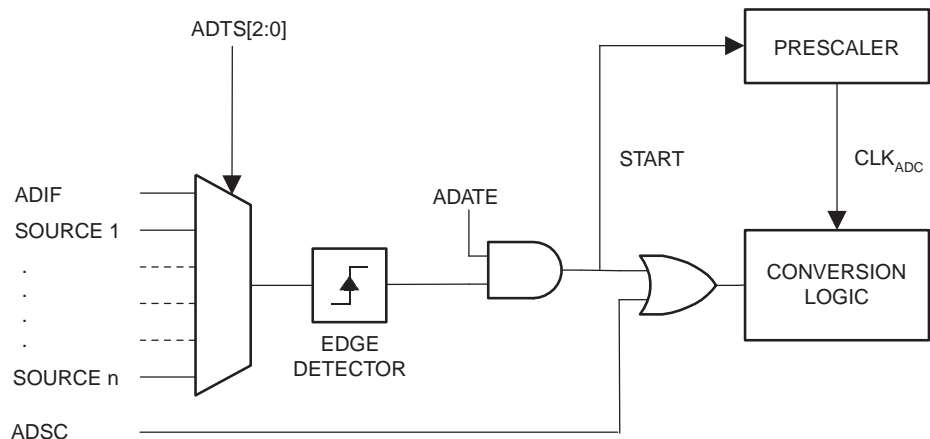 ADTS[2:0]
PRESCALER
START
CLKADC
ADIF
ADATE
SOURCE 1
.
.
.
.
CONVERSION
LOGIC
EDGE
DETECTOR
SOURCE n
ADSC